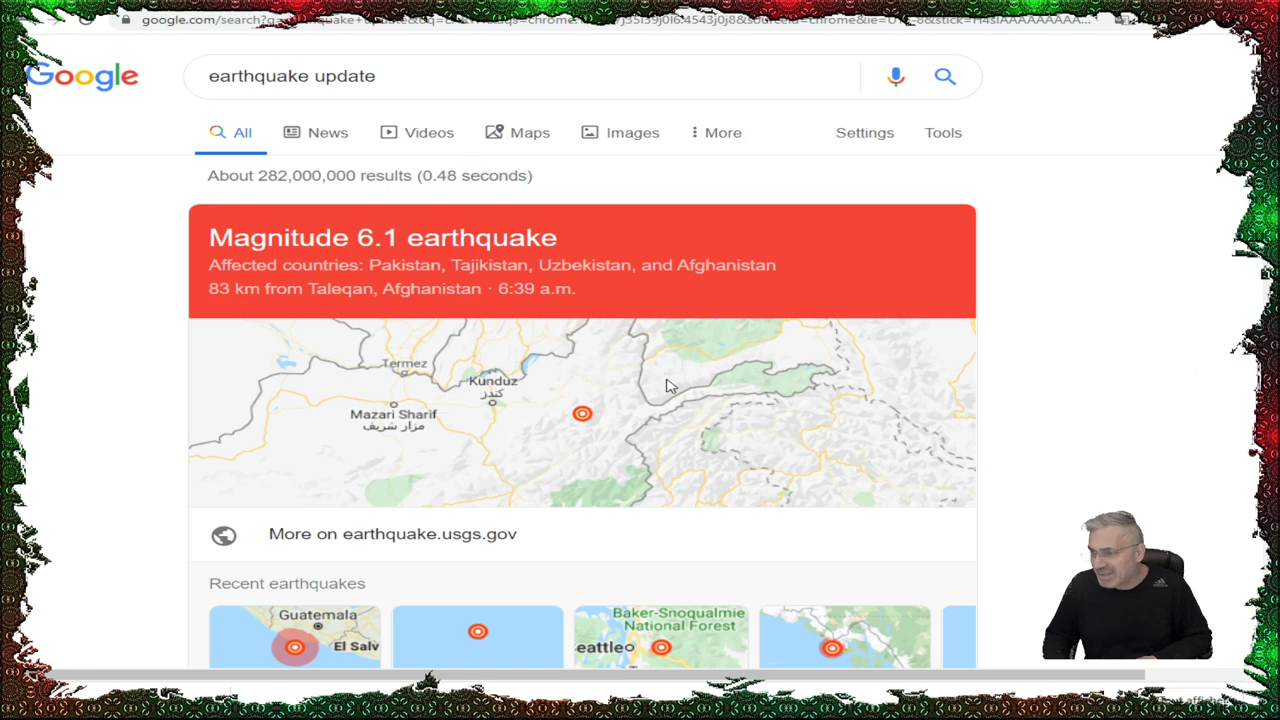 Google
earthquake update
All News Videos Maps Images More Settings Tools
About 282,000,000 results (0.48 seconds)
Magnitude 6.1 earthquake
Affected countries: Pakistan, Tajikistan, Uzbekistan, and Afghanistan
83 km from Taleqan, Afghanistan · 6:39 a.m.
Termez
Kunduz
کندز
Mazari Sharif
مزار شريف
More on earthquake.usgs.gov
Recent earthquakes
Guatemala
El Salv
Baker-Snoqualmie
National Forest
eattle